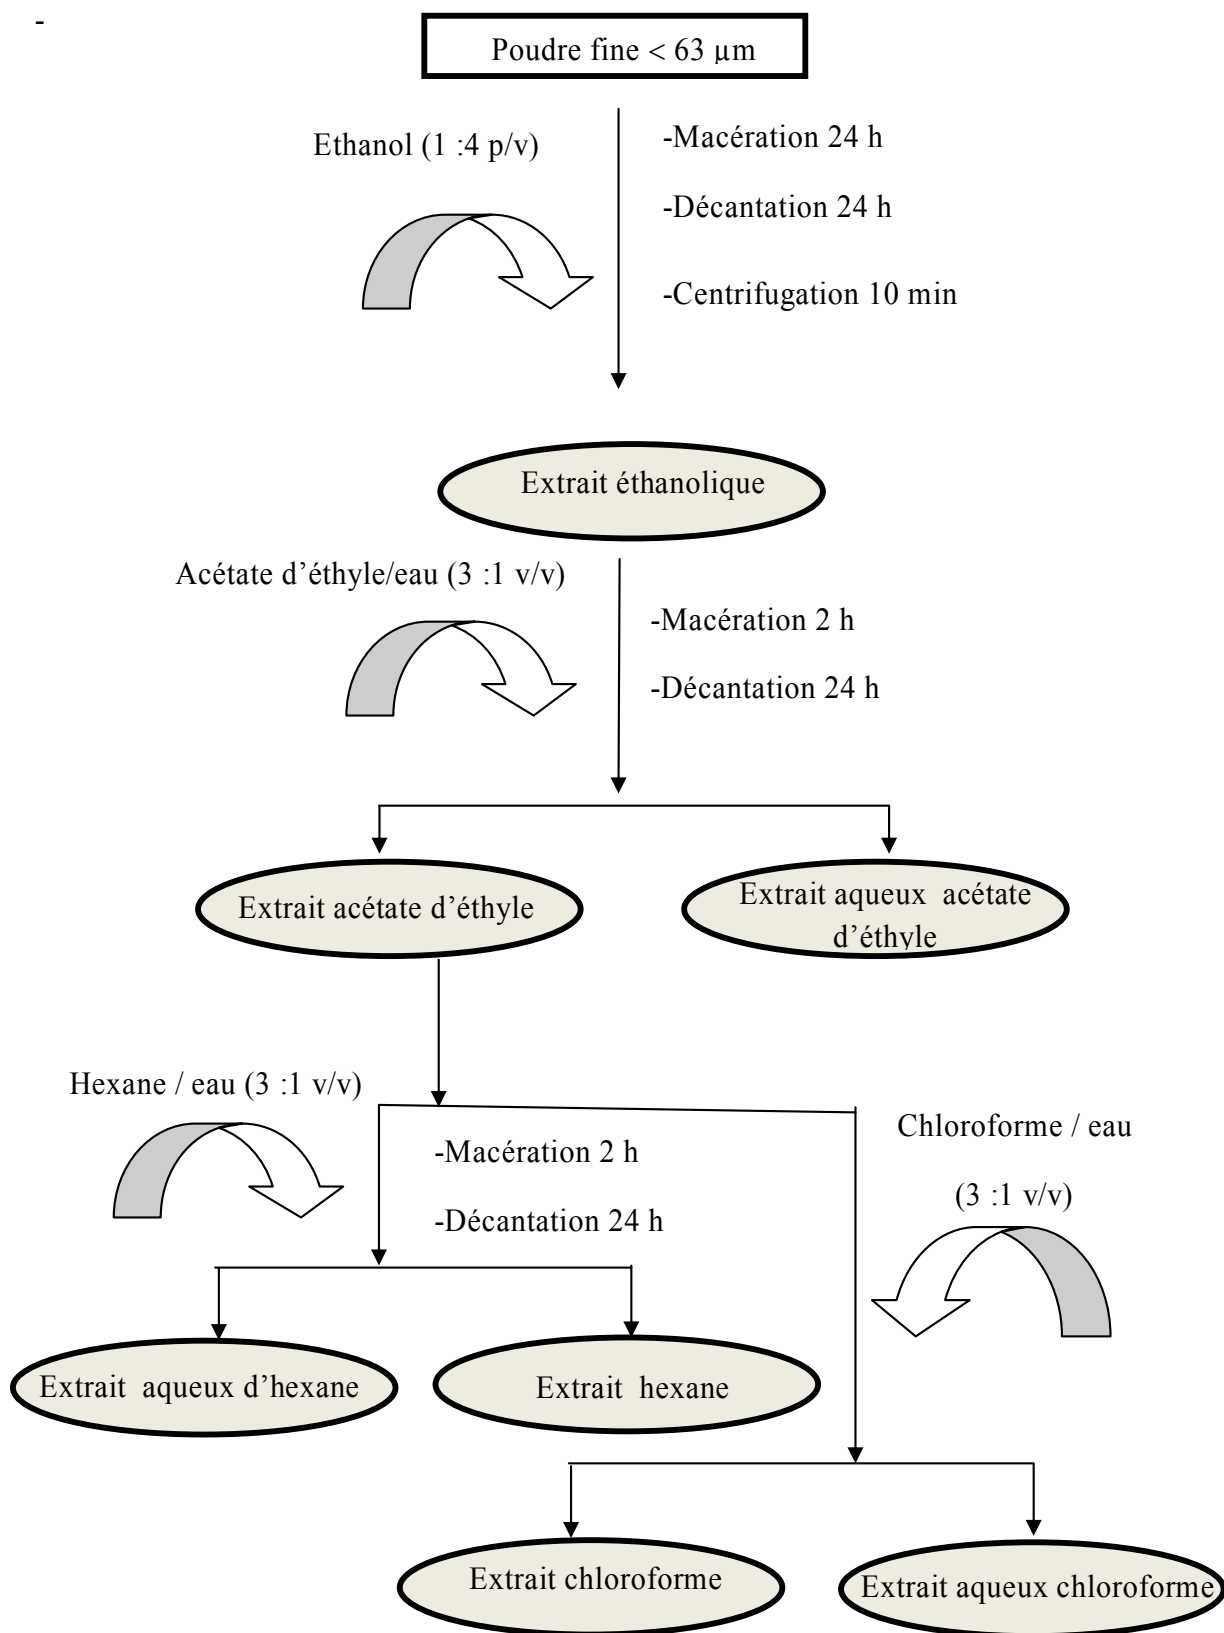 -
Poudre fine < 63 µm
Ethanol (1 :4 p/v)
-Macération 24 h
-Décantation 24 h
-Centrifugation 10 min
Extrait éthanolique
Acétate d’éthyle/eau (3 :1 v/v)
-Macération 2 h
-Décantation 24 h
Extrait acétate d’éthyle
Extrait aqueux  acétate
d’éthyle
Hexane / eau (3 :1 v/v)
-Macération 2 h
-Décantation 24 h
Chloroforme / eau
(3 :1 v/v)
Extrait  aqueux d’hexane
Extrait  hexane
Extrait chloroforme
Extrait aqueux chloroforme